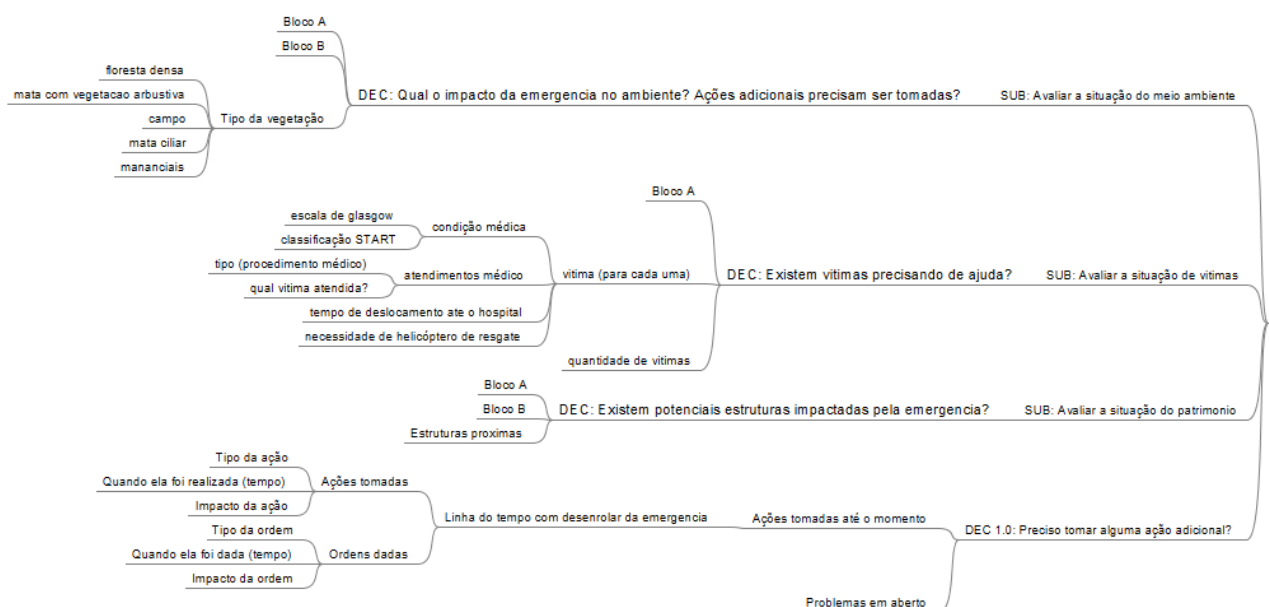 Bloco A
Bloco B
floresta densa
mata com vegetacao arbustiva
campo
mata ciliar
mananciais
Tipo da vegetação
DEC: Qual o impacto da emergencia no ambiente? Ações adicionais precisam ser tomadas?
SUB: Avaliar a situação do meio ambiente
Bloco A
escala de glasgow
classificação START
condição médica
tipo (procedimento médico)
qual vitima atendida?
atendimentos médico
tempo de deslocamento ate o hospital
necessidade de helicóptero de resgate
vitima (para cada uma)
quantidade de vitimas
DEC: Existem vitimas precisando de ajuda?
SUB: Avaliar a situação de vitimas
Bloco A
Bloco B
Estruturas proximas
DEC: Existem potenciais estruturas impactadas pela emergencia?
SUB: Avaliar a situação do patrimonio
Tipo da ação
Quando ela foi realizada (tempo)
Impacto da ação
Ações tomadas
Tipo da ordem
Quando ela foi dada (tempo)
Impacto da ordem
Ordens dadas
Linha do tempo com desenrolar da emergencia
Ações tomadas até o momento
Problemas em aberto
DEC 1.0: Preciso tomar alguma ação adicional?